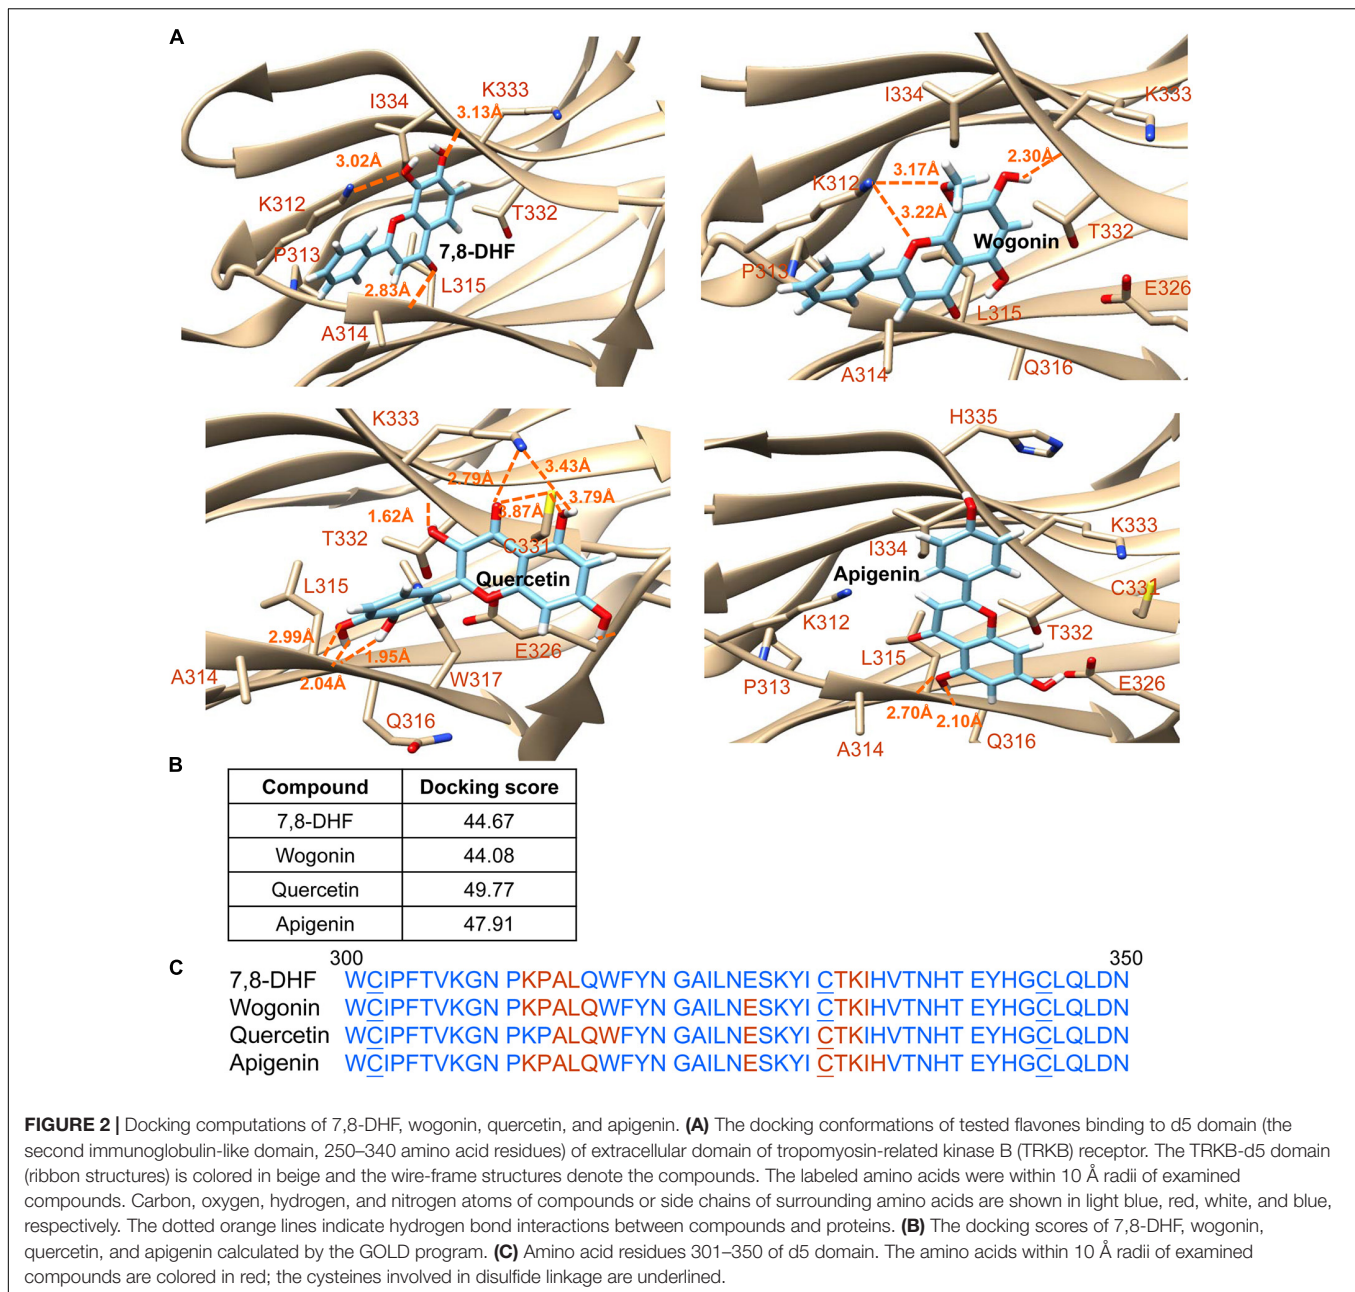 A
I334
K333
3.13Å
3.02Å
K312
T332
P313
7,8-DHF
L315
2.83Å
A314
I334
K333
2.30Å
3.17Å
K312
3.22Å
T332
Wogonin
P313
E326
L315
A314
Q316
K333
3.43Å
2.79Å
3.79Å
1.62Å
3.87Å
T332
C331
L315
Quercetin
2.99Å
E326
1.95Å
A314
2.04Å
W317
Q316
H335
K333
I334
Apigenin
C331
K312
T332
L315
P313
E326
2.70Å
2.10Å
A314
Q316
B
Compound Docking score
7,8-DHF 44.67
Wogonin 44.08
Quercetin 49.77
Apigenin 47.91
300 350
C
7,8-DHF WCIPFTVKGN PKPALQWFYN GAILNESKYI CTKIHVTNHT EYHGCLQLDN
Wogonin WCIPFTVKGN PKPALQWFYN GAILNESKYI CTKIHVTNHT EYHGCLQLDN
Quercetin WCIPFTVKGN PKPALQWFYN GAILNESKYI CTKIHVTNHT EYHGCLQLDN
Apigenin WCIPFTVKGN PKPALQWFYN GAILNESKYI CTKIHVTNHT EYHGCLQLDN
FIGURE 2 | Docking computations of 7,8-DHF, wogonin, quercetin, and apigenin. (A) The docking conformations of tested flavones binding to d5 domain (the
second immunoglobulin-like domain, 250–340 amino acid residues) of extracellular domain of tropomyosin-related kinase B (TRKB) receptor. The TRKB-d5 domain
(ribbon structures) is colored in beige and the wire-frame structures denote the compounds. The labeled amino acids were within 10 Å radii of examined
compounds. Carbon, oxygen, hydrogen, and nitrogen atoms of compounds or side chains of surrounding amino acids are shown in light blue, red, white, and blue,
respectively. The dotted orange lines indicate hydrogen bond interactions between compounds and proteins. (B) The docking scores of 7,8-DHF, wogonin,
quercetin, and apigenin calculated by the GOLD program. (C) Amino acid residues 301–350 of d5 domain. The amino acids within 10 Å radii of examined
compounds are colored in red; the cysteines involved in disulfide linkage are underlined.